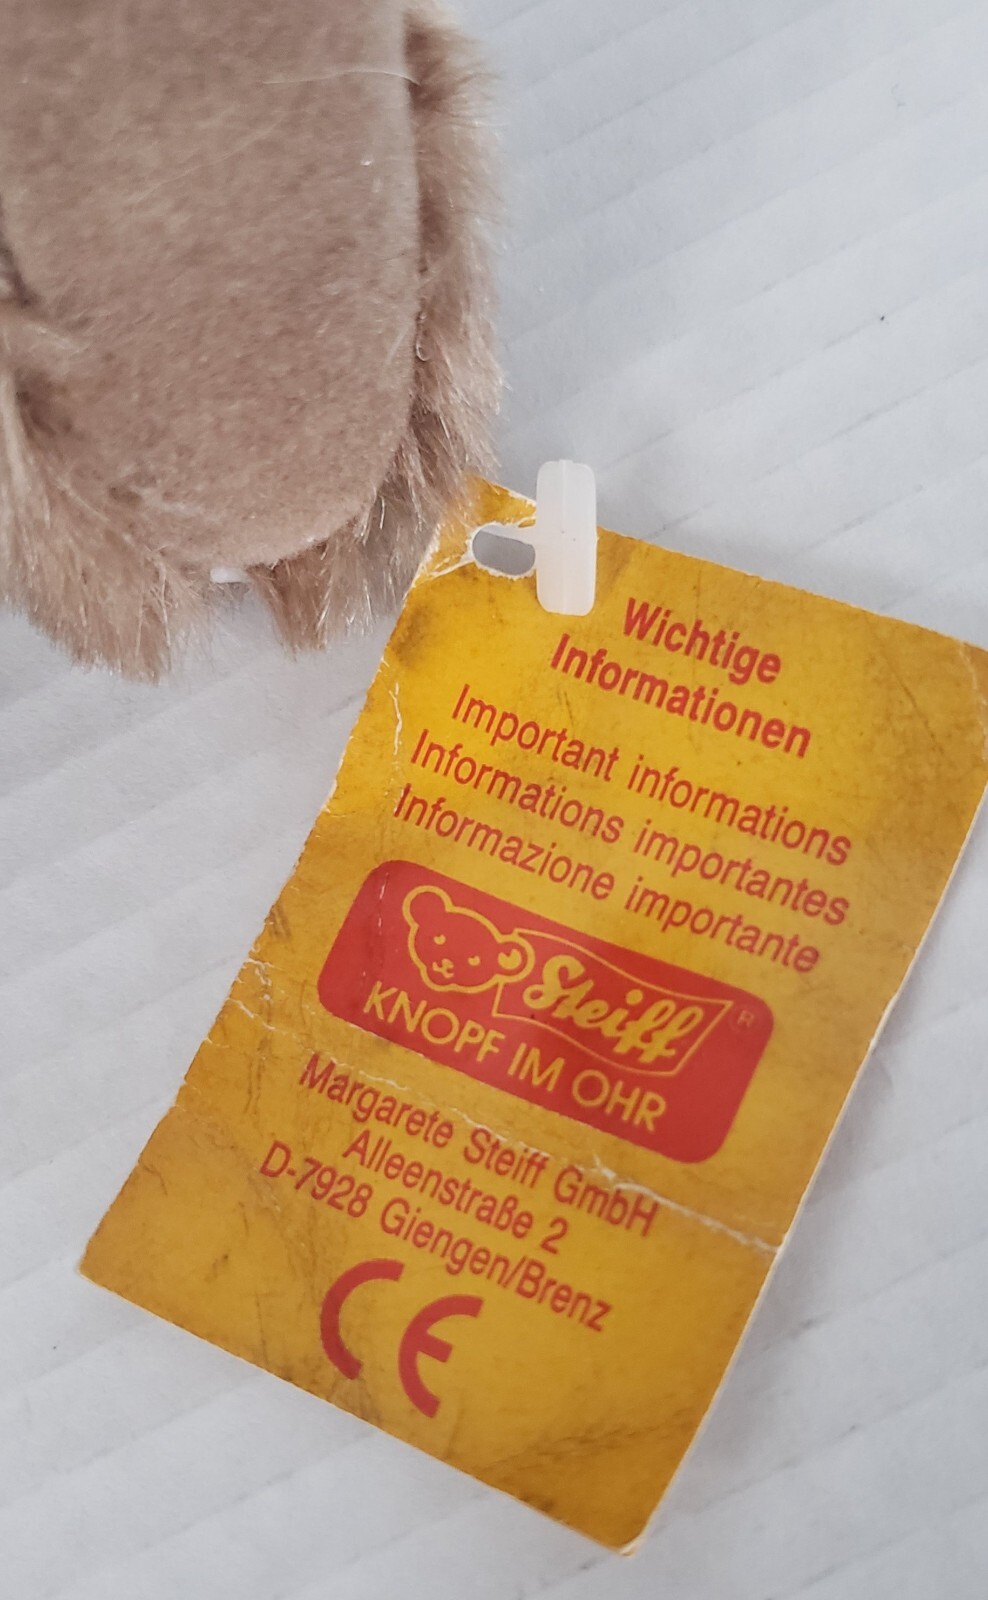 Wichtige
Informationen
Important informations
Informations importantes
Informazione importante
Steiff ®
KNOPF IM OHR
Margarete Steiff GmbH
Alleenstraße 2
D-7928 Giengen/Brenz
CE